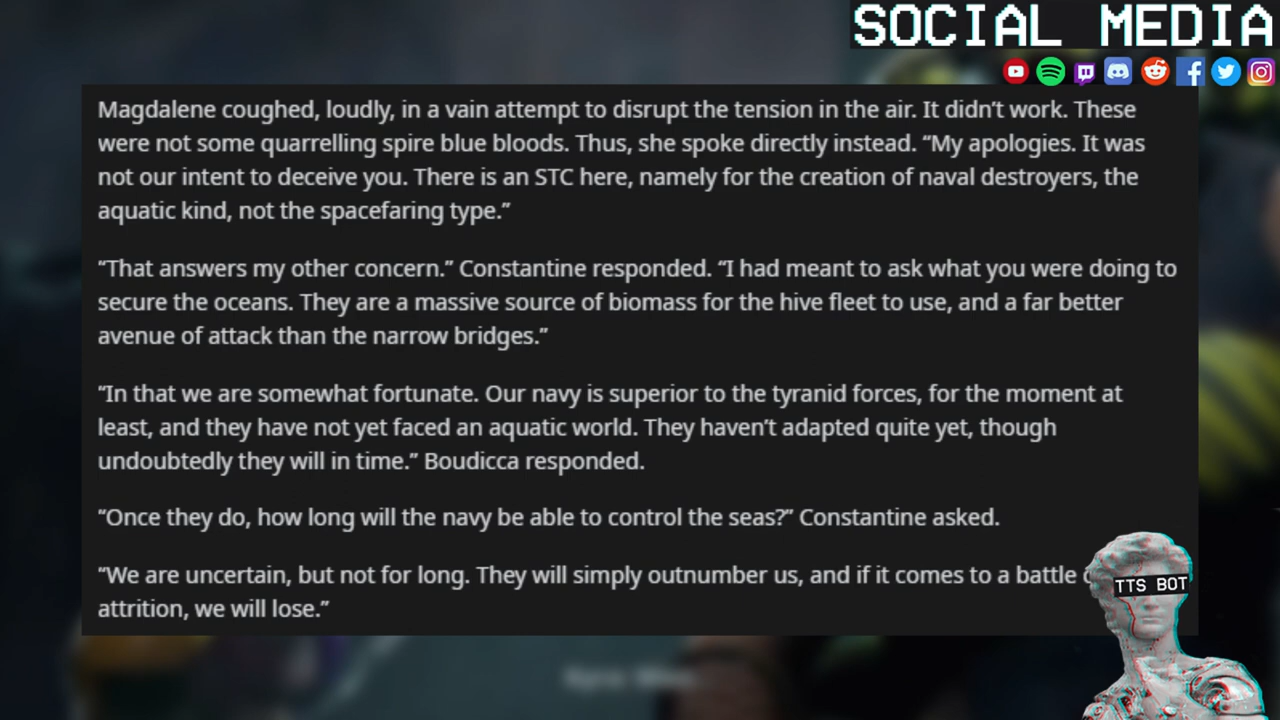 SOCIAL MEDIA
Magdalene coughed, loudly, in a vain attempt to disrupt the tension in the air. It didn’t work. These
were not some quarrelling spire blue bloods. Thus, she spoke directly instead. “My apologies. It was
not our intent to deceive you. There is an STC here, namely for the creation of naval destroyers, the
aquatic kind, not the spacefaring type.”
“That answers my other concern.” Constantine responded. “I had meant to ask what you were doing to
secure the oceans. They are a massive source of biomass for the hive fleet to use, and a far better
avenue of attack than the narrow bridges.”
“In that we are somewhat fortunate. Our navy is superior to the tyranid forces, for the moment at
least, and they have not yet faced an aquatic world. They haven’t adapted quite yet, though
undoubtedly they will in time.” Boudicca responded.
“Once they do, how long will the navy be able to control the seas?” Constantine asked.
“We are uncertain, but not for long. They will simply outnumber us, and if it comes to a battle
attrition, we will lose.”
TTS BOT